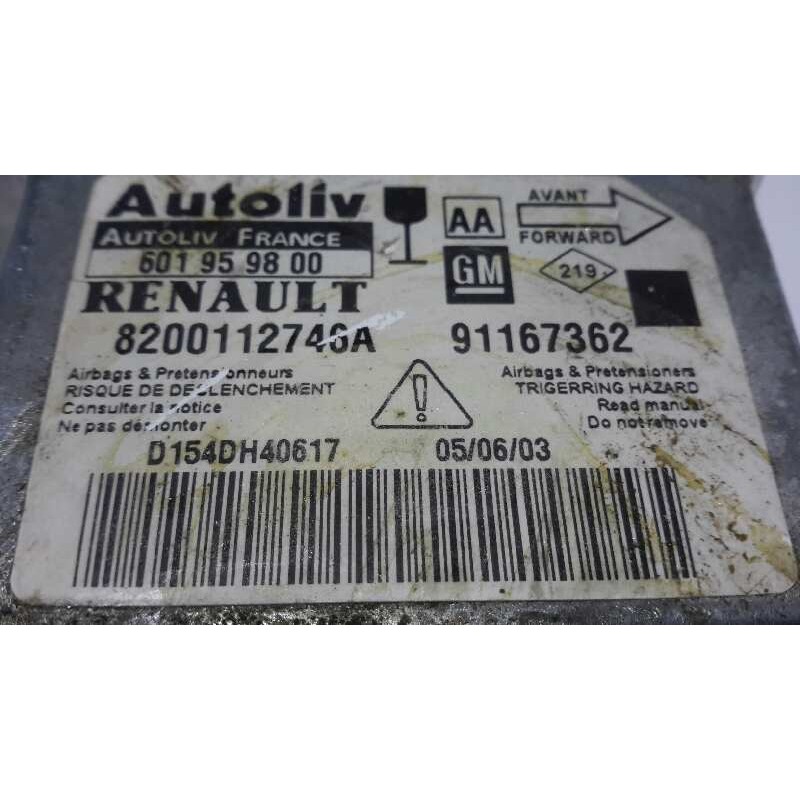 Autoliv
AUTOLIV FRANCE
601 95 98 00
RENAULT
AA
GM
AVANT
FORWARD
219
8200112746A 91167362
Airbags & Pretensionneurs
RISQUE DE DECLENCHEMENT
Consulter la notice
Ne pas démonter
!
Airbags & Pretensioners
TRIGERRING HAZARD
Read manual
Do not remove
D154DH40617 05/06/03